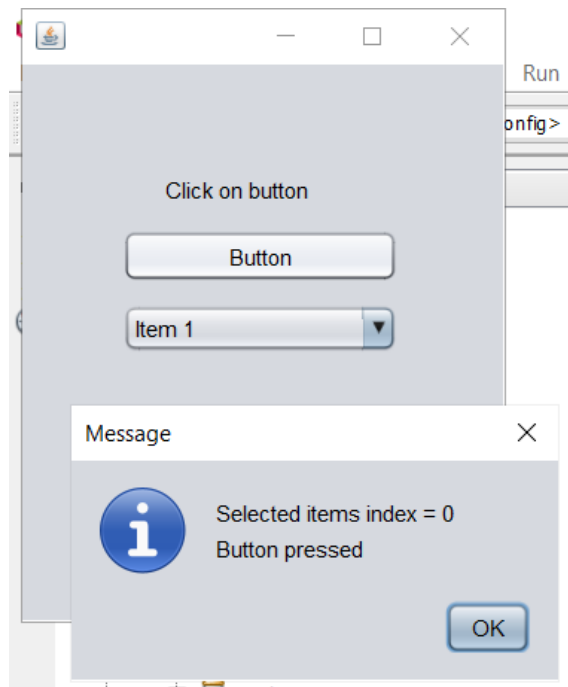 Run
onfig>
Click on button
Button
Item 1
Message
Selected items index = 0
Button pressed
OK